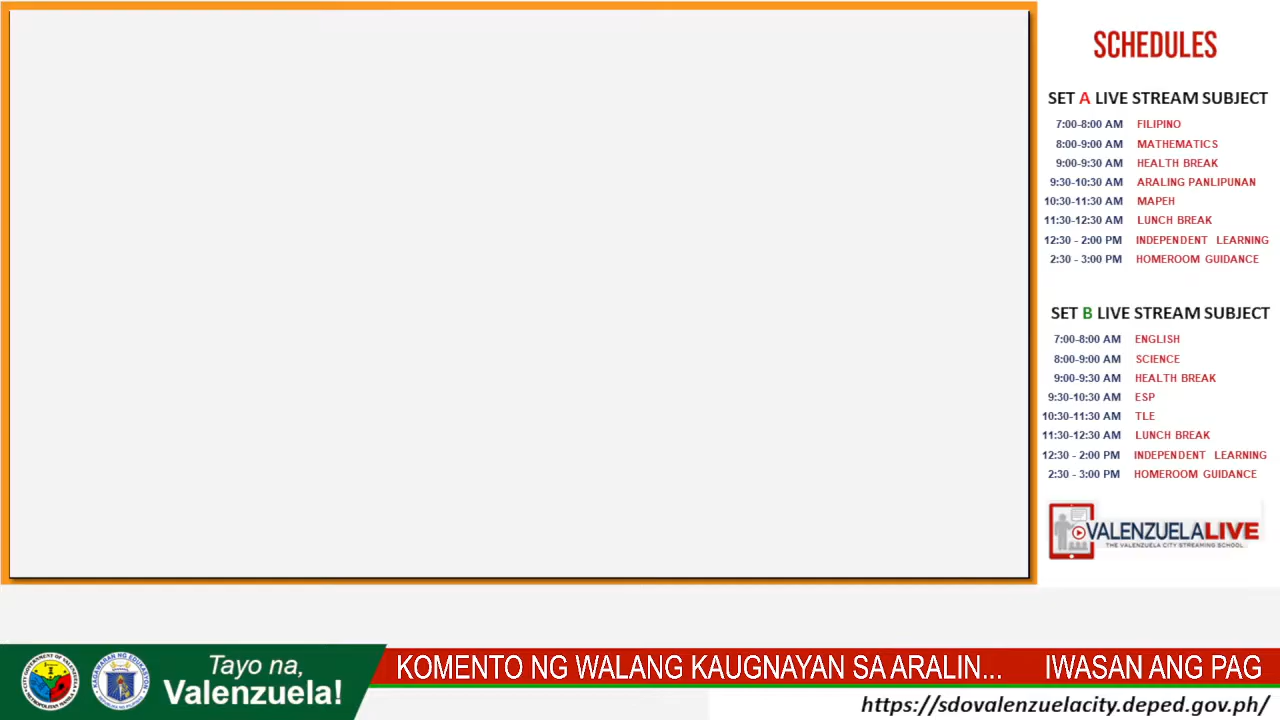 SCHEDULES
SET A LIVE STREAM SUBJECT
7:00-8:00 AM FILIPINO
8:00-9:00 AM MATHEMATICS
9:00-9:30 AM HEALTH BREAK
9:30-10:30 AM ARALING PANLIPUNAN
10:30-11:30 AM MAPEH
11:30-12:30 AM LUNCH BREAK
12:30 - 2:00 PM INDEPENDENT LEARNING
2:30 - 3:00 PM HOMEROOM GUIDANCE
SET B LIVE STREAM SUBJECT
7:00-8:00 AM ENGLISH
8:00-9:00 AM SCIENCE
9:00-9:30 AM HEALTH BREAK
9:30-10:30 AM ESP
10:30-11:30 AM TLE
11:30-12:30 AM LUNCH BREAK
12:30 - 2:00 PM INDEPENDENT LEARNING
2:30 - 3:00 PM HOMEROOM GUIDANCE
VALENZUELALIVE
THE VALENZUELA CITY STREAMING SCHOOL
Tayo na,
Valenzuela!
KOMENTO NG WALANG KAUGNAYAN SA ARALIN... IWASAN ANG PAG
https://sdovalenzuelacity.deped.gov.ph/